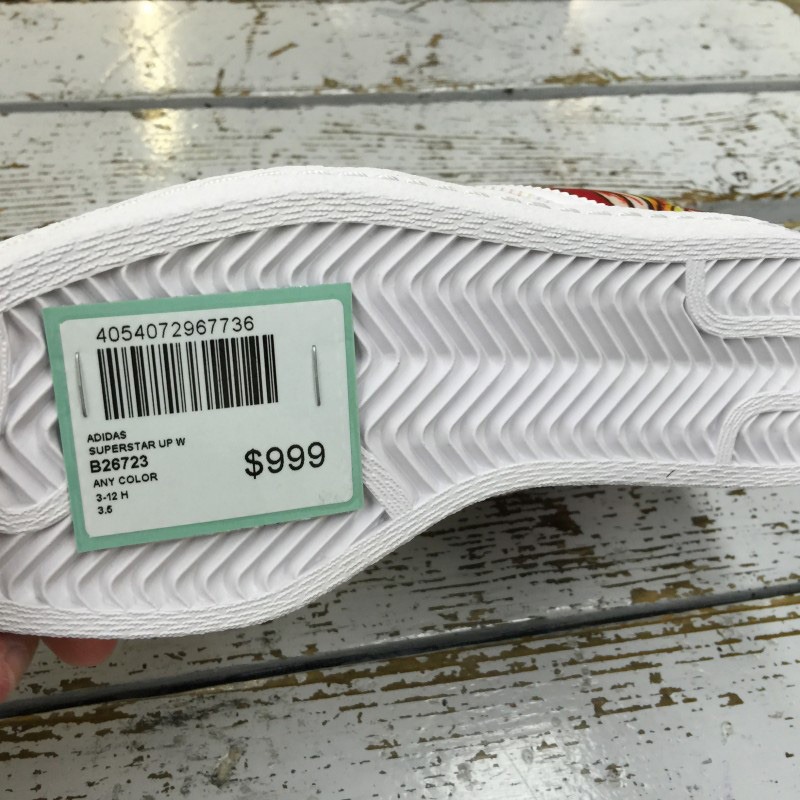 4054072967736
ADIDAS
SUPERSTAR UP W
B26723
ANY COLOR
3-12 H
3.5
$999